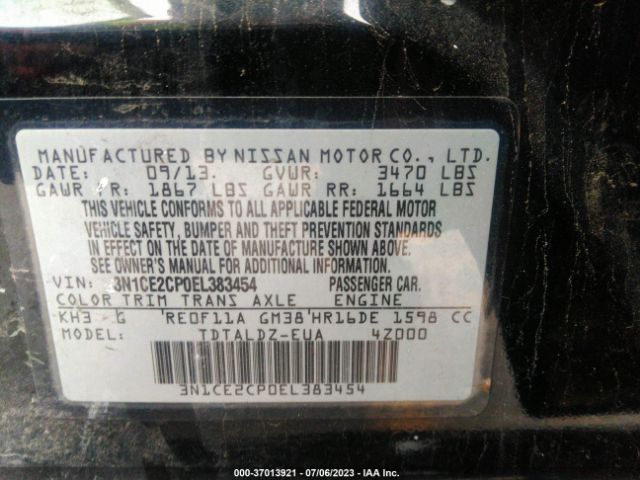 MANUFACTURED BY NISSAN MOTOR CO., LTD.
DATE: 09/13. GVWR: 3470 LBS
GAWR FR: 1867 LBS GAWR RR: 1664 LBS
THIS VEHICLE CONFORMS TO ALL APPLICABLE FEDERAL MOTOR
VEHICLE SAFETY, BUMPER AND THEFT PREVENTION STANDARDS
IN EFFECT ON THE DATE OF MANUFACTURE SHOWN ABOVE.
SEE OWNER'S MANUAL FOR ADDITIONAL INFORMATION.
VIN: 3N1CE2CP0EL383454 PASSENGER CAR.
COLOR TRIM TRANS AXLE ENGINE
KH3 G RE0F11A GM38 HR16DE 1598 CC
MODEL: TDTALDZ-EUA 4Z000
3N1CE2CP0EL383454
000-37013921 - 07/06/2023 - IAA Inc.